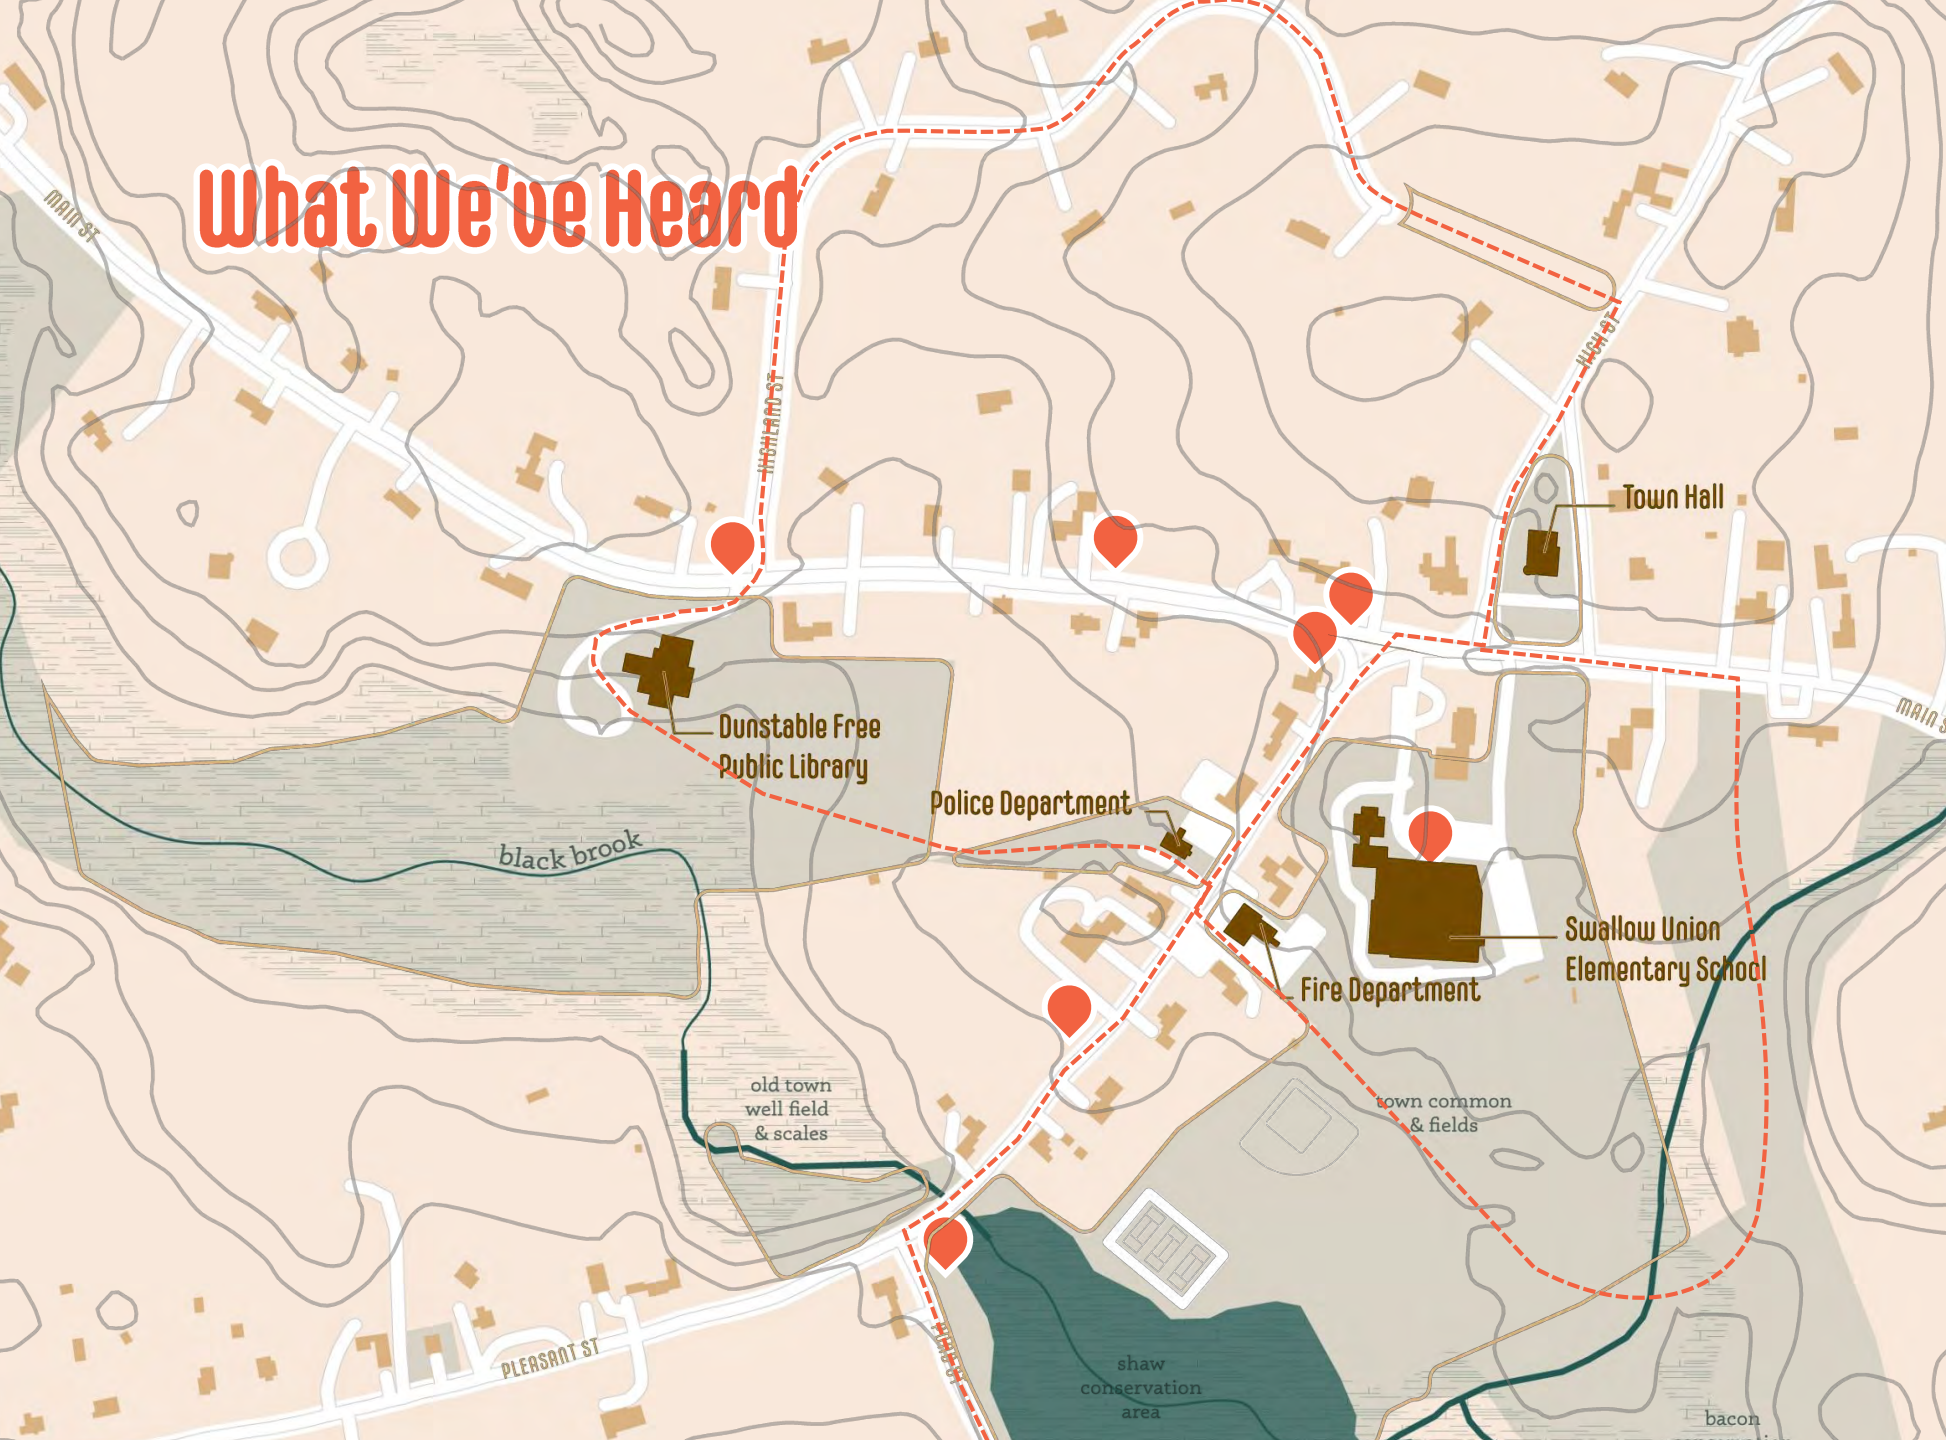 What We've Heard
MAIN ST
HIGHLAND ST
HIGH ST
Town Hall
MAIN S
Dunstable Free
Public Library
Police Department
black brook
Swallow Union
Elementary School
Fire Department
old town
well field
& scales
town common
& fields
PLEASANT ST
POND ST
shaw
conservation
area
bacon